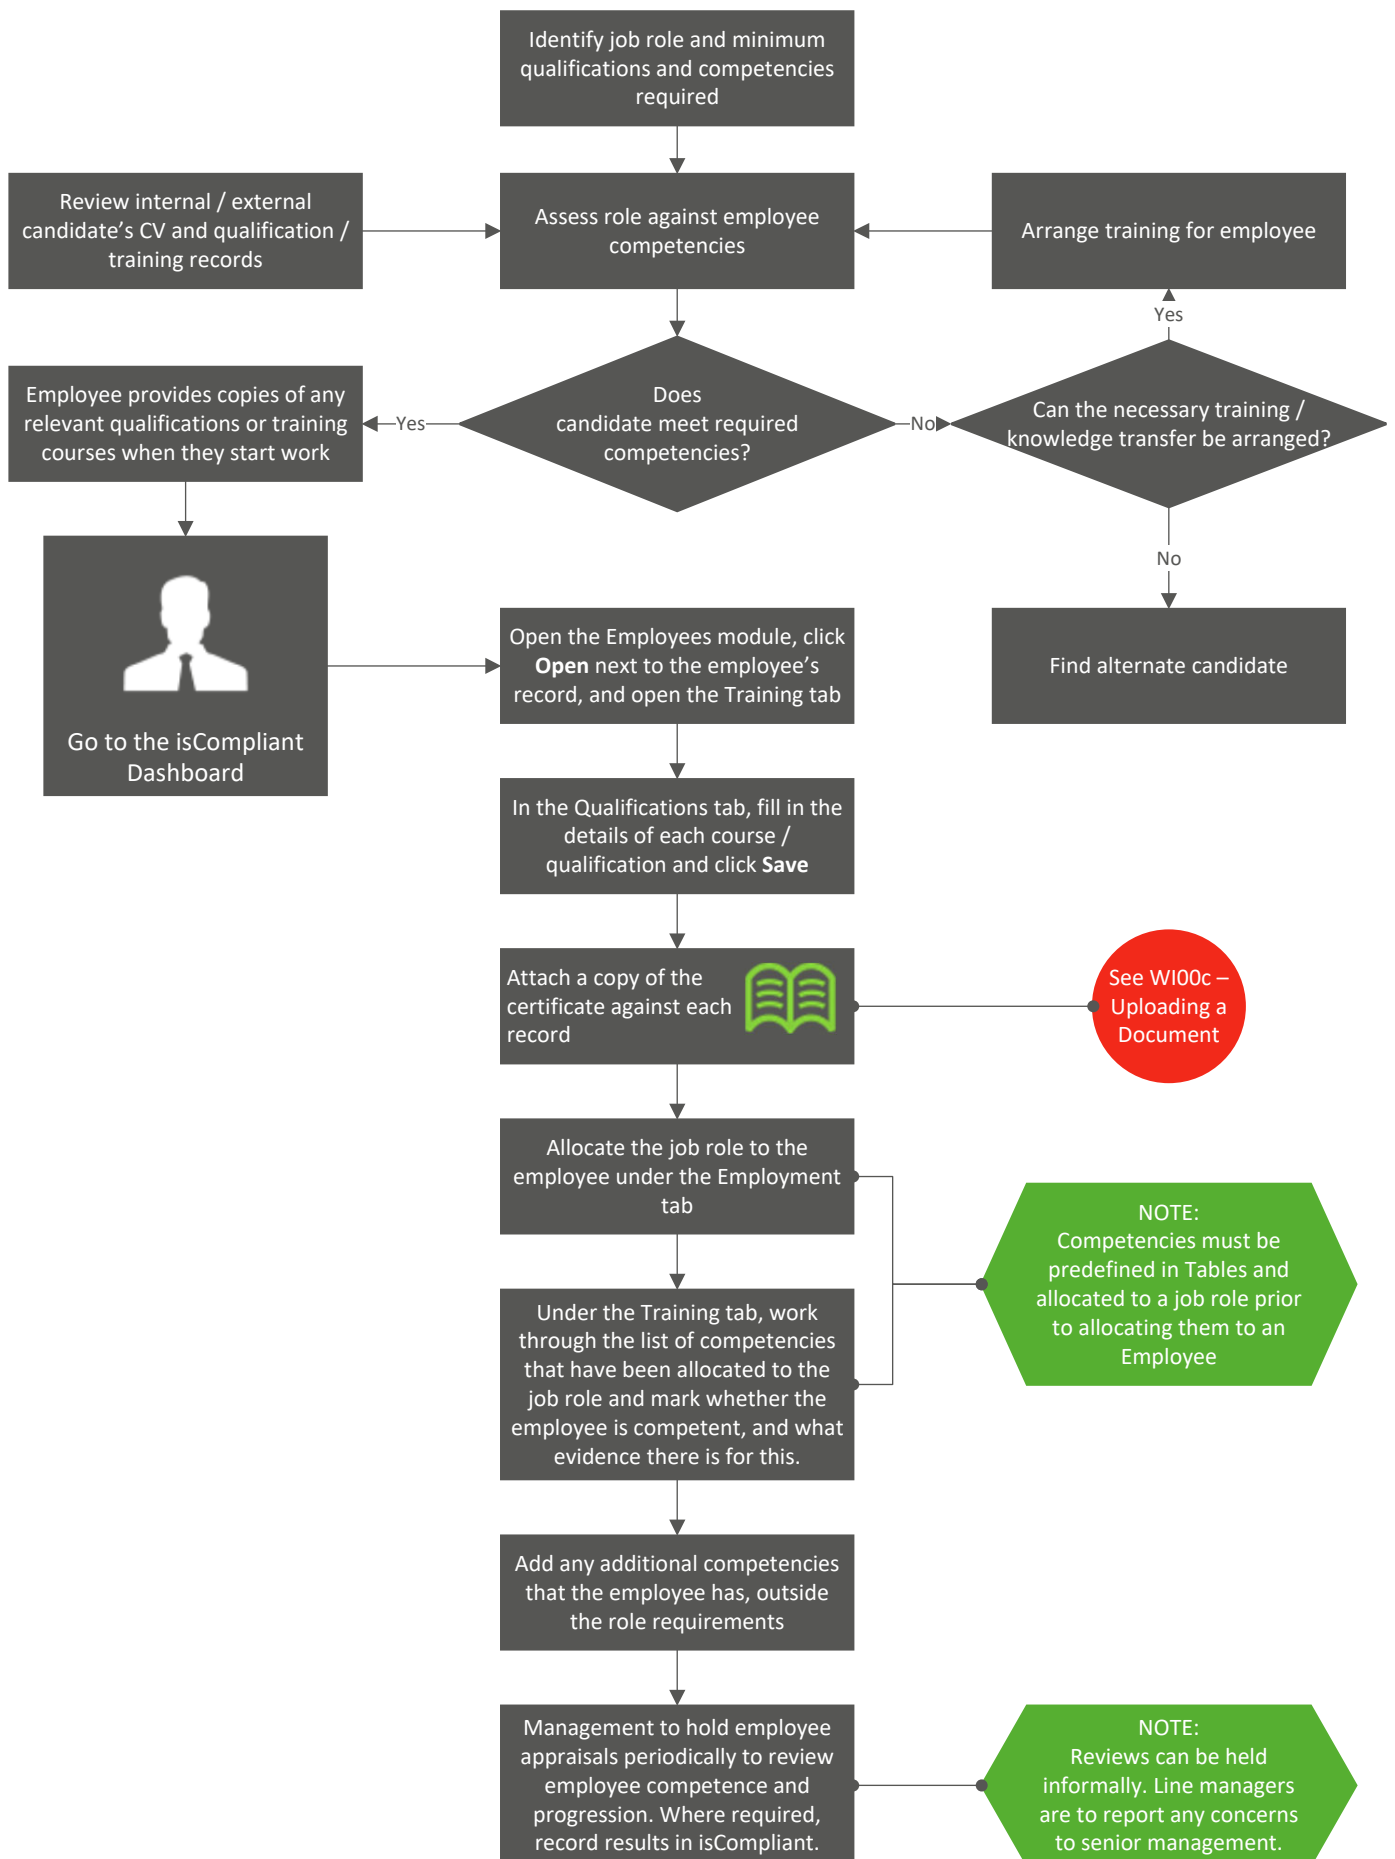 Identify job role and minimum
qualifications and competencies
required
Review internal / external
candidate’s CV and qualification /
training records
Assess role against employee
competencies
Arrange training for employee
Yes
Employee provides copies of any
relevant qualifications or training
courses when they start work
Yes
Does
candidate meet required
competencies?
No
Can the necessary training /
knowledge transfer be arranged?
No
Go to the isCompliant
Dashboard
Open the Employees module, click
Open next to the employee’s
record, and open the Training tab
Find alternate candidate
In the Qualifications tab, fill in the
details of each course /
qualification and click Save
Attach a copy of the
certificate against each
record
See WI00c –
Uploading a
Document
Allocate the job role to the
employee under the Employment
tab
NOTE:
Competencies must be
predefined in Tables and
allocated to a job role prior
to allocating them to an
Employee
Under the Training tab, work
through the list of competencies
that have been allocated to the
job role and mark whether the
employee is competent, and what
evidence there is for this.
Add any additional competencies
that the employee has, outside
the role requirements
Management to hold employee
appraisals periodically to review
employee competence and
progression. Where required,
record results in isCompliant.
NOTE:
Reviews can be held
informally. Line managers
are to report any concerns
to senior management.